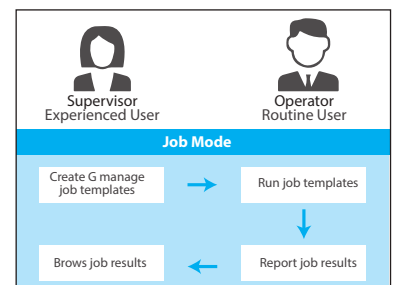 Supervisor
Experienced User
Operator
Routine User
Job Mode
Create G manage
job templates
Run job templates
Brows job results
Report job results